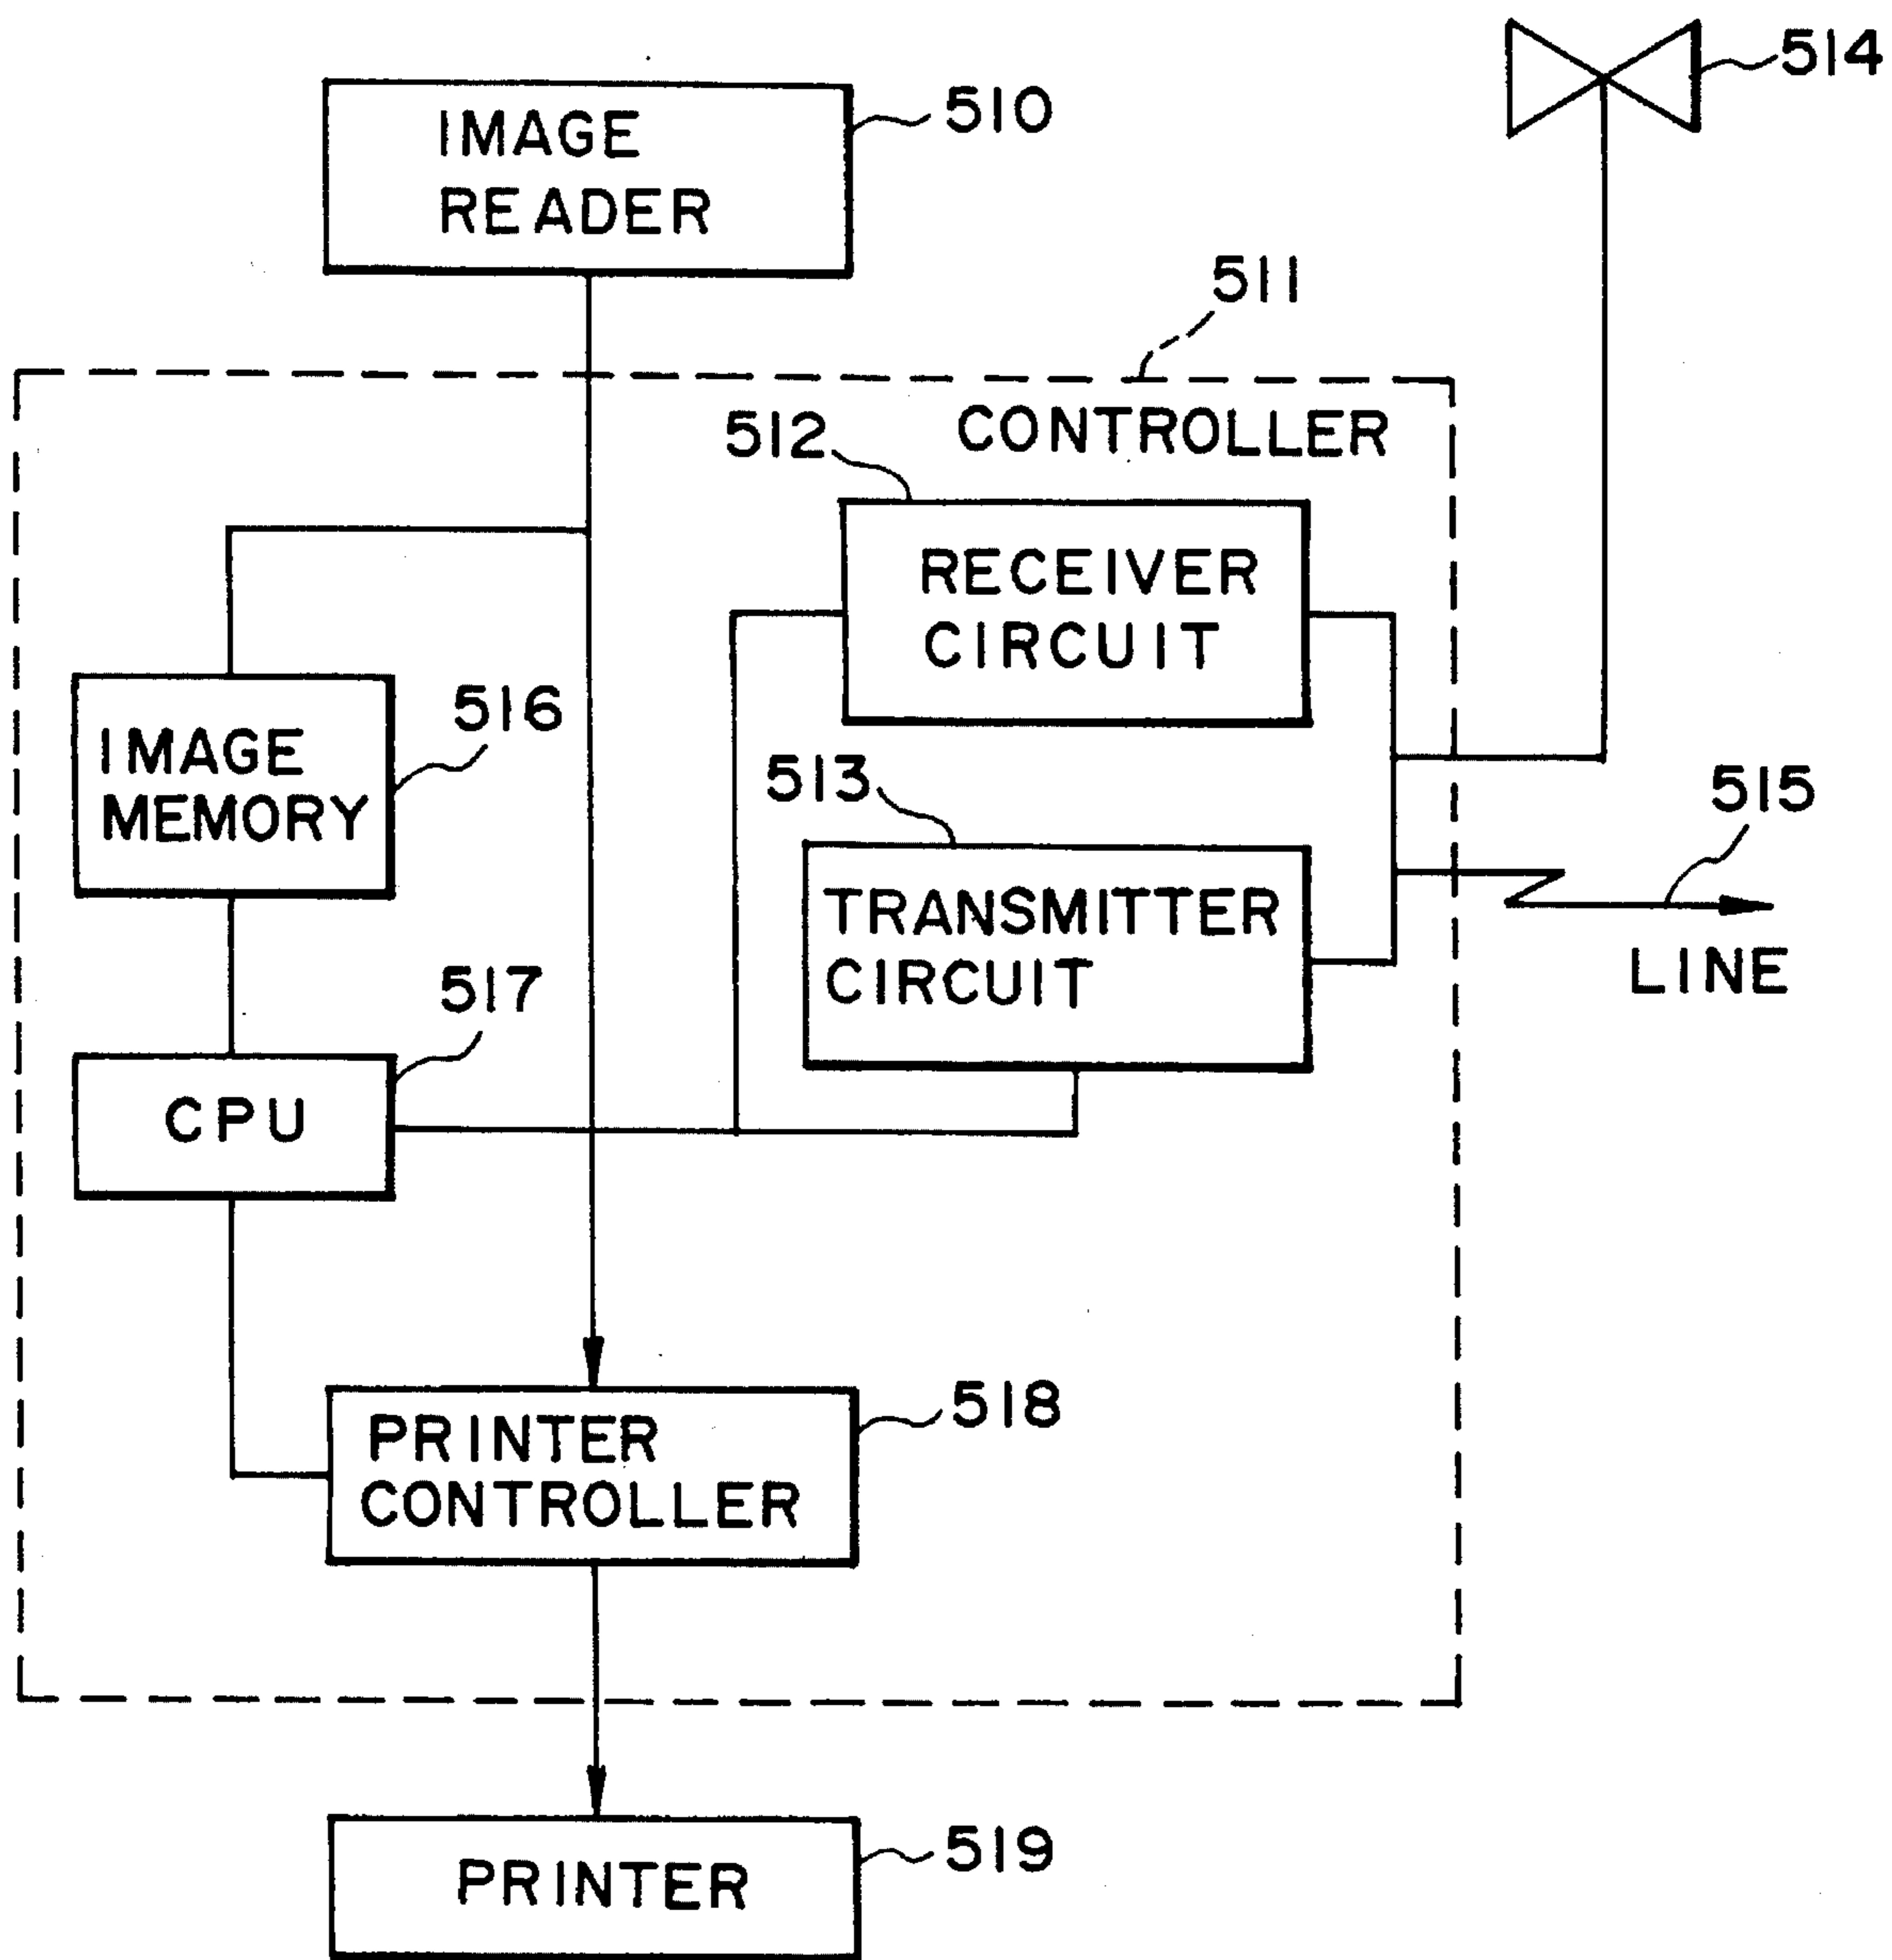 514
IMAGE
READER
510
511
CONTROLLER
512
RECEIVER
CIRCUIT
IMAGE
MEMORY
516
513
TRANSMITTER
CIRCUIT
515
LINE
517
CPU
PRINTER
CONTROLLER
518
PRINTER
519